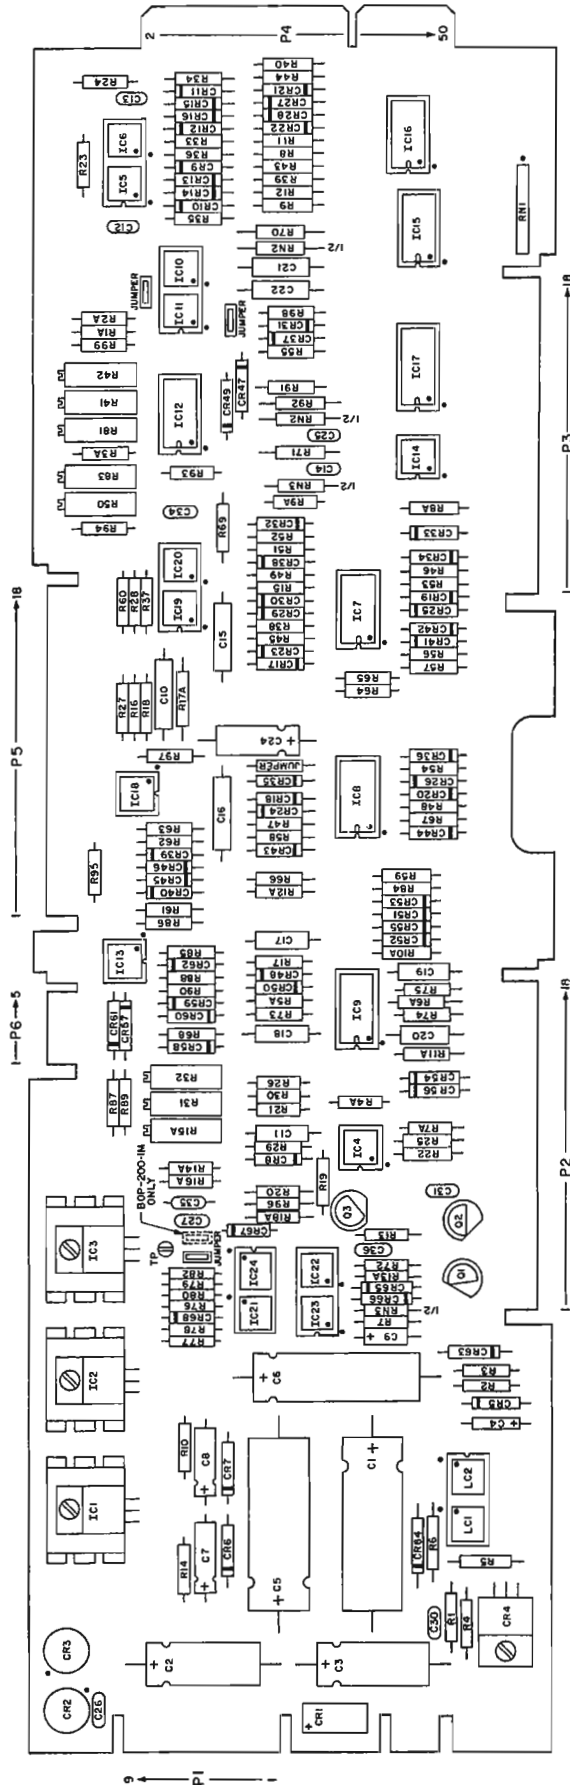 2
P4
50
R24
C13
R23
IC6
IC5
C12
R34
CR11
CR15
CR16
CR12
R33
R36
CR9
CR13
CR14
CR10
R35
R40
R44
CR21
CR27
CR28
CR22
R11
R8
R43
R39
R12
R9
IC16
IC15
RN1
JUMPER
IC10
IC11
JUMPER
R70
RN2
1/2
C21
C22
R98
CR31
CR37
R55
R2A
R1A
R99
R42
R41
R81
R3A
R83
R50
R94
IC12
CR49
CR47
R91
R92
RN2
1/2
C25
R71
C14
RN3
1/2
R9A
IC17
IC14
18
P3
1
R93
C34
R69
IC20
IC19
R60
R28
R37
C15
CR32
R52
R51
CR38
R49
R15
CR30
CR29
R38
R45
CR23
CR17
IC7
R8A
CR33
CR34
R46
R53
CR19
CR25
CR42
CR41
R56
R57
R65
R64
18
P5
1
R27
R16
R18
C10
R17A
R97
IC18
C24
+
C16
JUMPER
CR35
CR18
CR24
R47
R58
CR43
IC8
CR36
R54
CR26
CR20
R48
R67
CR44
R95
R63
R62
CR39
CR46
CR45
CR40
R61
R86
R66
R12A
R59
R84
CR53
CR51
CR55
CR52
R10A
IC13
R85
CR62
R88
R90
CR59
CR60
R68
CR58
C17
R17
CR48
CR50
R5A
R73
C18
IC9
C19
R75
R6A
R74
C20
R11A
1
P6
5
CR61
CR57
R87
R89
R32
R31
R15A
R26
R30
R21
R4A
CR54
CR56
C11
R29
CR8
R19
IC4
R7A
R25
R22
18
P2
1
R14A
R16A
BOP-200-1M
ONLY
C35
C27
R20
R96
R18A
CR67
Q3
C31
Q2
Q1
IC3
TP
JUMPER
R82
R79
R80
R76
CR68
R78
R77
IC24
IC21
IC22
IC23
R13
C36
R72
R13A
CR65
CR66
RN3
1/2
R7
C9
+
IC2
C6
+
CR63
R3
R2
CR5
C4
+
IC1
R10
C8
+
CR7
R14
C7
+
CR6
C5
+
C1
+
CR64
R6
LC2
LC1
R5
CR3
CR2
C26
C2
+
C3
+
C30
R1
R4
CR4
CR1
+
9
P1
1